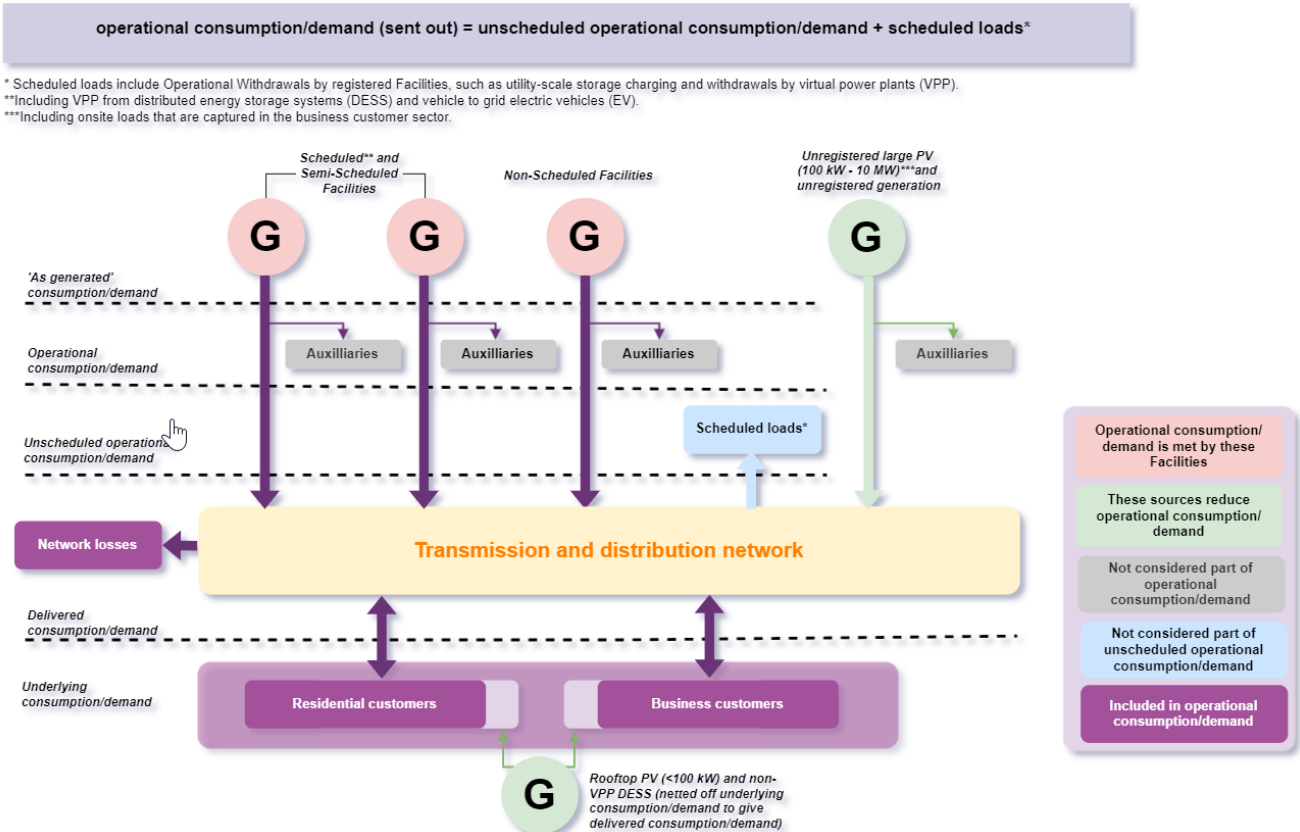 operational consumption/demand (sent out) = unscheduled operational consumption/demand + scheduled loads*
* Scheduled loads include Operational Withdrawals by registered Facilities, such as utility-scale storage charging and withdrawals by virtual power plants (VPP).
**Including VPP from distributed energy storage systems (DESS) and vehicle to grid electric vehicles (EV).
***Including onsite loads that are captured in the business customer sector.
Scheduled** and
Semi-Scheduled
Facilities
Non-Scheduled Facilities
Unregistered large PV
(100 kW - 10 MW)***and
unregistered generation
G
G
G
G
'As generated'
consumption/demand
Operational
consumption/demand
Auxilliaries
Auxilliaries
Auxilliaries
Auxilliaries
Unscheduled operational
consumption/demand
Scheduled loads*
Network losses
Transmission and distribution network
Delivered
consumption/demand
Underlying
consumption/demand
Residential customers
Business customers
G
Rooftop PV (<100 kW) and non-
VPP DESS (netted off underlying
consumption/demand to give
delivered consumption/demand)
Operational consumption/
demand is met by these
Facilities
These sources reduce
operational consumption/
demand
Not considered part of
operational
consumption/demand
Not considered part of
unscheduled operational
consumption/demand
Included in operational
consumption/demand